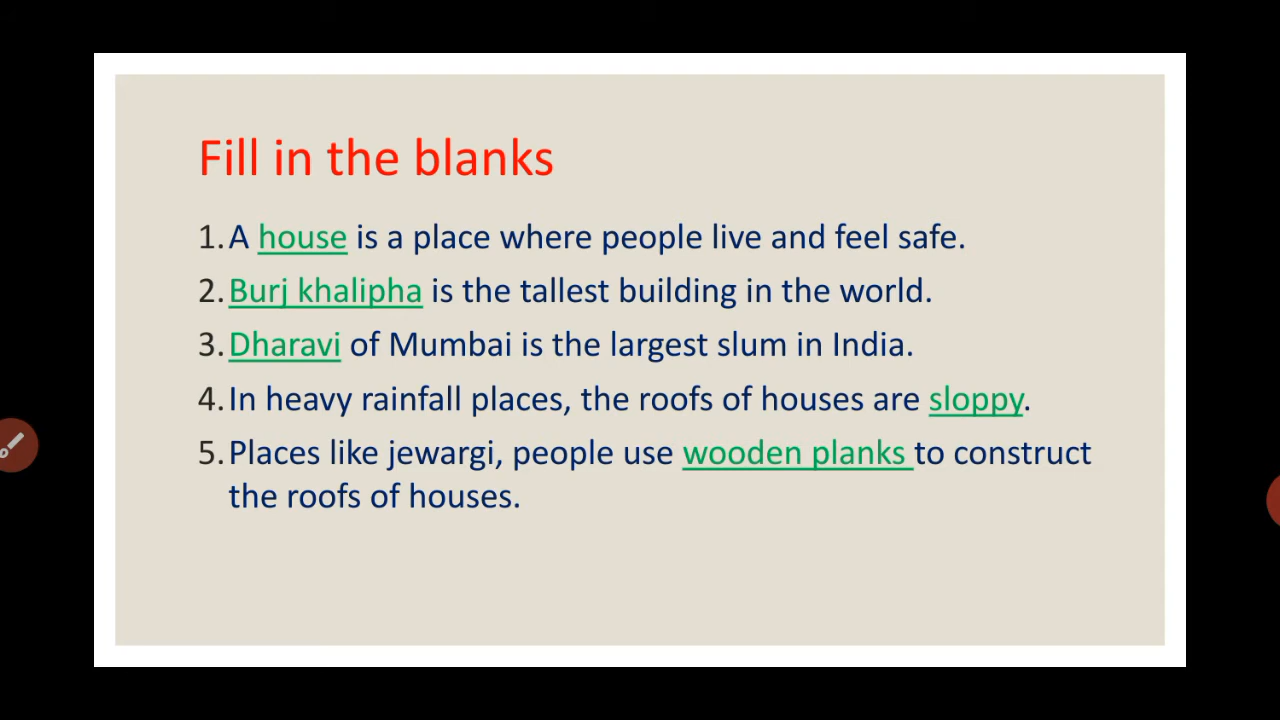 Fill in the blanks
1. A house is a place where people live and feel safe.
2. Burj khalipha is the tallest building in the world.
3. Dharavi of Mumbai is the largest slum in India.
4. In heavy rainfall places, the roofs of houses are sloppy.
5. Places like jewargi, people use wooden planks to construct
the roofs of houses.